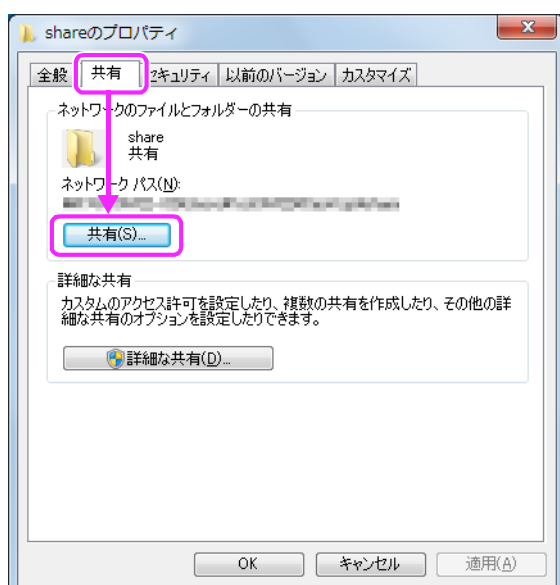 shareのプロパティ
全般 共有 セキュリティ 以前のバージョン カスタマイズ
ネットワークのファイルとフォルダーの共有
share
共有
ネットワーク パス(N):
共有(S)...
詳細な共有
カスタムのアクセス許可を設定したり、複数の共有を作成したり、その他の詳
細な共有のオプションを設定したりできます。
詳細な共有(D)...
OK キャンセル 適用(A)